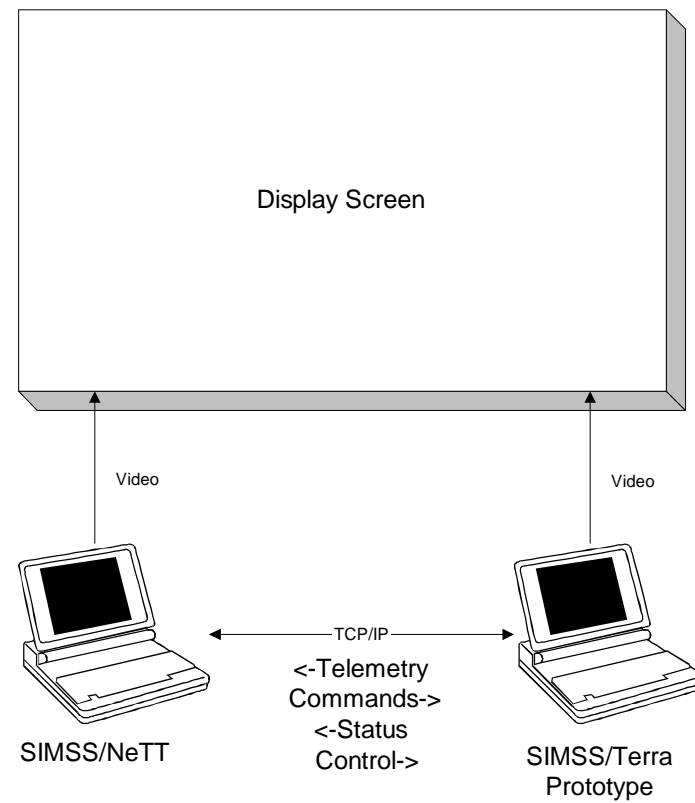 Display Screen
Video
Video
TCP/IP
<-Telemetry
Commands->
<-Status
Control->
SIMSS/NeTT
SIMSS/Terra
Prototype